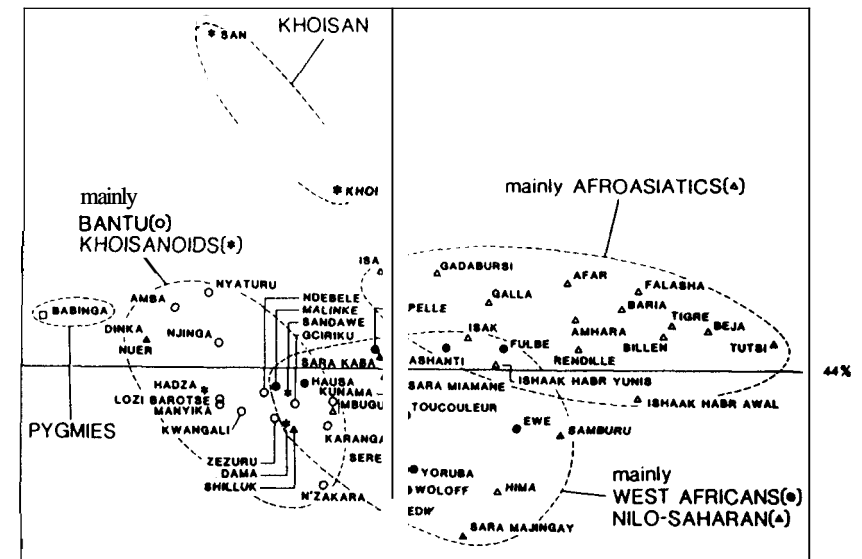 KHOISAN
SAN
KHOI
mainly
BANTU(o)
KHOISANOIDS(*)
mainly AFROASIATICS(▵)
ISA
GADABURSI
AFAR
FALASHA
NYATURU
AMBA
BABINGA
NDEBELE
MALINKE
SANDAWE
GCIRIKU
PELLE
GALLA
BARIA
TIGRE
BEJA
DINKA
NUER
NJINGA
ISAK
AMHARA
BILLEN
TUTSI
SARA KABA
ASHANTI
FULBE
RENDILLE
44%
HADZA
HAUSA
KUNAMA
SARA MIAMANE
ISHAAK HABR YUNIS
LOZI BAROTSE
MANYIKA
MBUGU
TOUCOULEUR
ISHAAK HABR AWAL
PYGMIES
KWANGALI
KARANGA
EWE
SAMBURU
ZEZURU
DAMA
SHILLUK
SERE
YORUBA
N'ZAKARA
WOLOFF
HIMA
mainly
WEST AFRICANS(●)
NILO-SAHARAN(▲)
SARA MAJINGAY